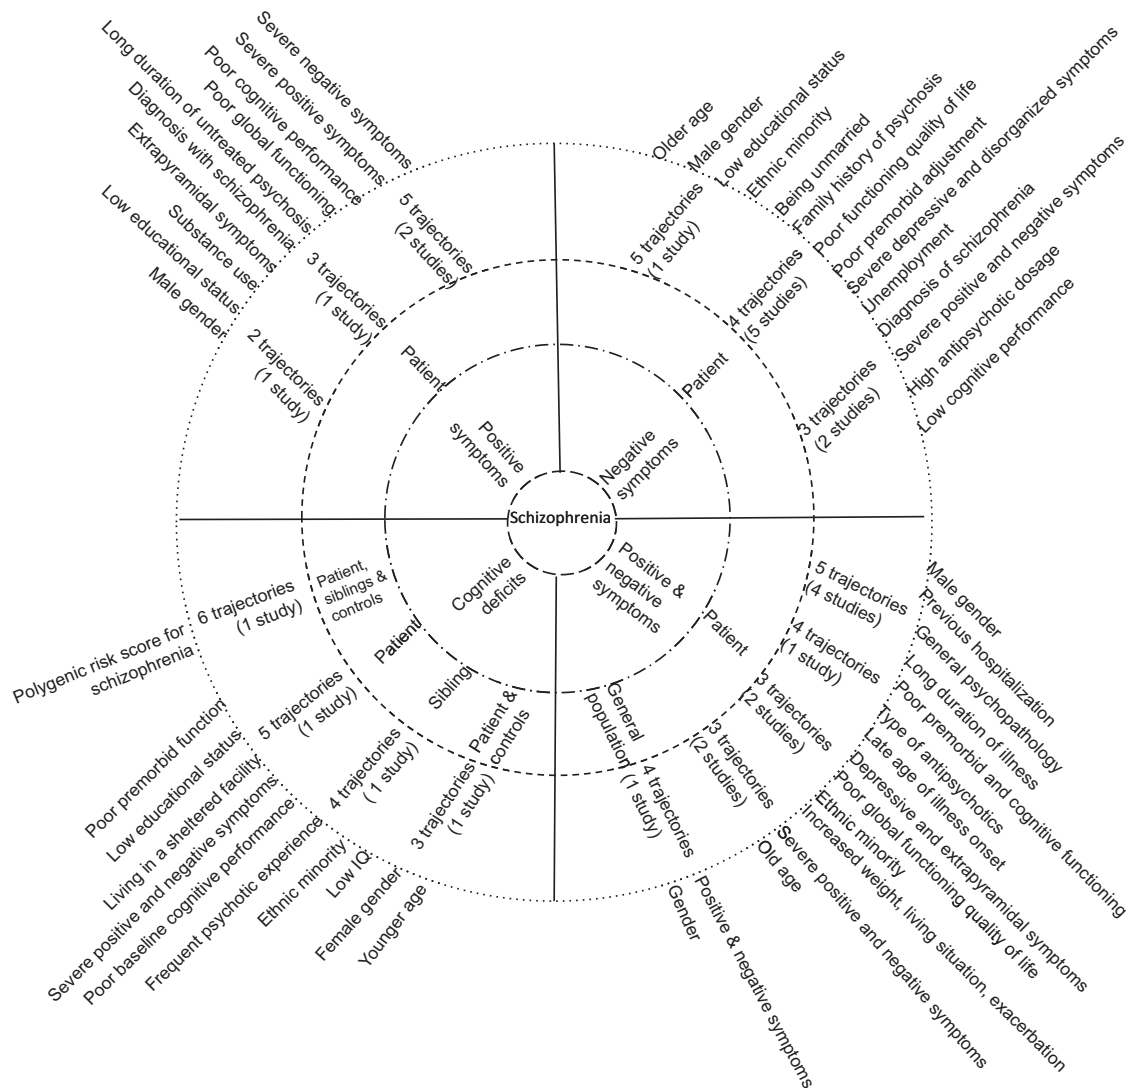 Schizophrenia
Positive
symptoms
Patient
5 trajectories
(2 studies)
3 trajectories
(1 study)
2 trajectories
(1 study)
Severe negative symptoms
Severe positive symptoms
Poor cognitive performance
Poor global functioning
Long duration of untreated psychosis
Diagnosis with schizophrenia
Extrapyramidal symptoms
Substance use
Low educational status
Male gender
Negative
symptoms
Patient
5 trajectories
(1 study)
4 trajectories
(5 studies)
3 trajectories
(2 studies)
Older age
Male gender
Low educational status
Ethnic minority
Being unmarried
Family history of psychosis
Poor functioning quality of life
Poor premorbid adjustment
Severe depressive and disorganized symptoms
Unemployment
Diagnosis of schizophrenia
Severe positive and negative symptoms
High antipsychotic dosage
Low cognitive performance
Positive &
negative
symptoms
Patient
General
population
5 trajectories
(4 studies)
4 trajectories
(1 study)
3 trajectories
(2 studies)
3 trajectories
(2 studies)
4 trajectories
(1 study)
Male gender
Previous hospitalization
General psychopathology
Long duration of illness
Poor premorbid and cognitive functioning
Type of antipsychotics
Late age of illness onset
Depressive and extrapyramidal symptoms
Poor global functioning quality of life
Ethnic minority
Increased weight, living situation, exacerbation
Severe positive and negative symptoms
Old age
Positive & negative symptoms
Gender
Cognitive
deficits
Patient,
siblings &
controls
Patient
Sibling
Patient &
controls
6 trajectories
(1 study)
5 trajectories
(1 study)
4 trajectories
( 1 study)
3 trajectories
(1 study)
Polygenic risk score for
schizophrenia
Poor premorbid function
Low educational status
Living in a sheltered facility
Severe positive and negative symptoms
Poor baseline cognitive performance
Frequent psychotic experience
Ethnic minority
Low IQ
Female gender
Younger age